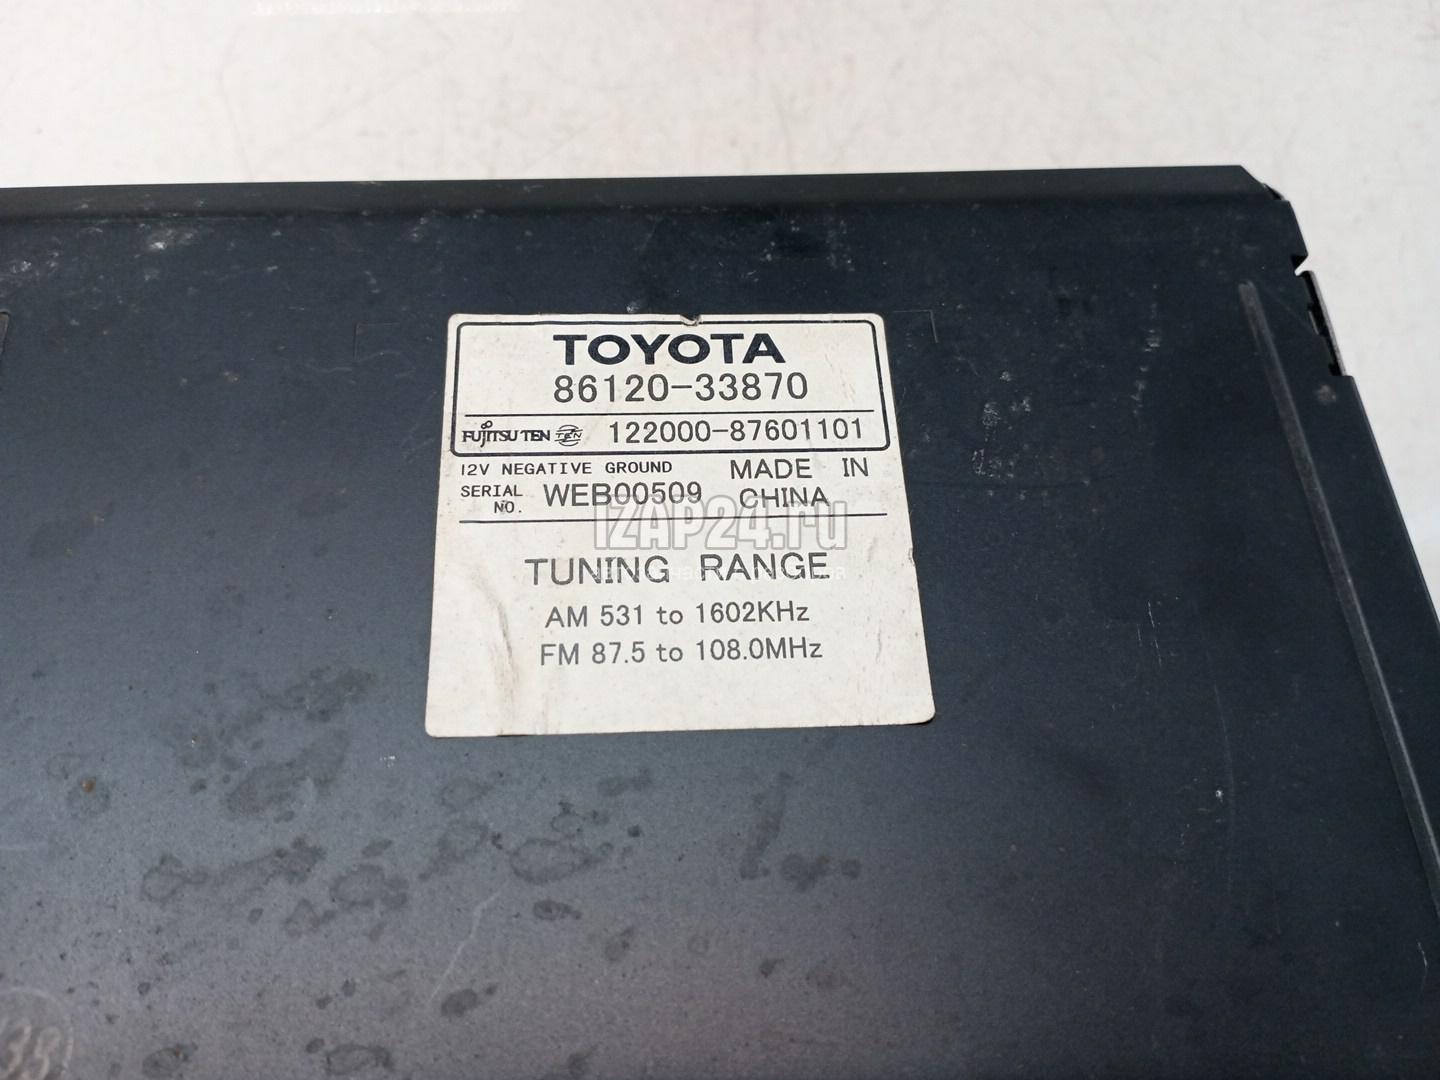 TOYOTA
86120-33870
FUJITSU TEN TEN 122000-87601101
12V NEGATIVE GROUND MADE IN
SERIAL NO. WEB00509 CHINA
IZAP24.ru
TUNING RANGE
AM 531 to 1602KHz
FM 87.5 to 108.0MHz